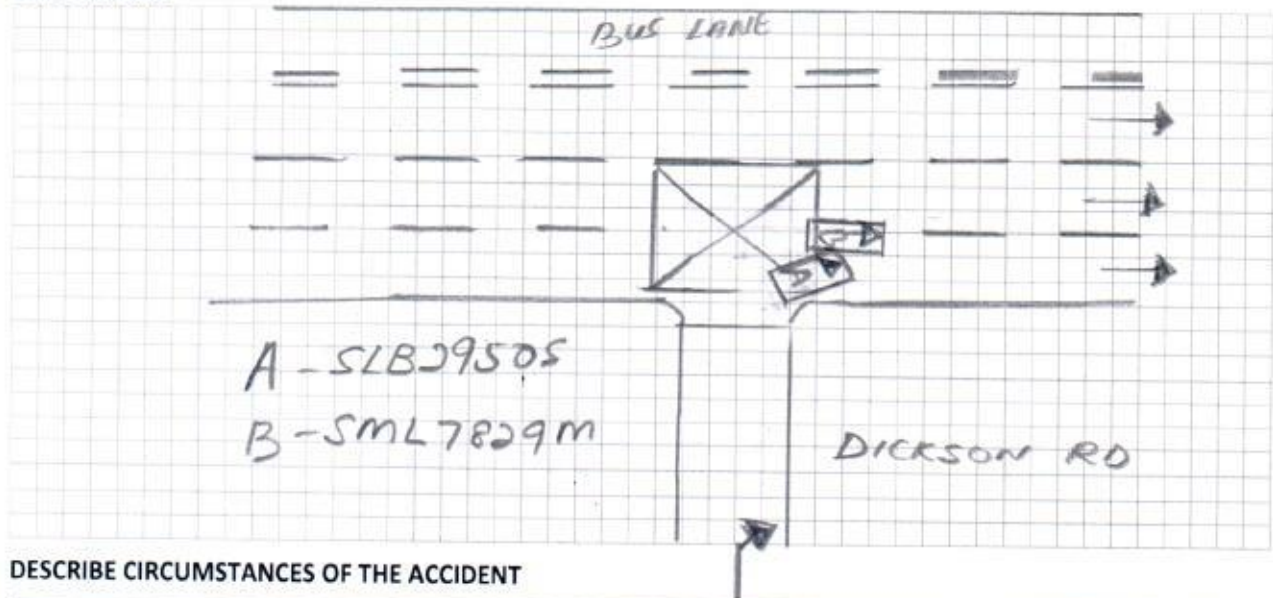 BUS LANE
A - SLB2950S
B - SML7829M
DICKSON RD
A
DESCRIBE CIRCUMSTANCES OF THE ACCIDENT